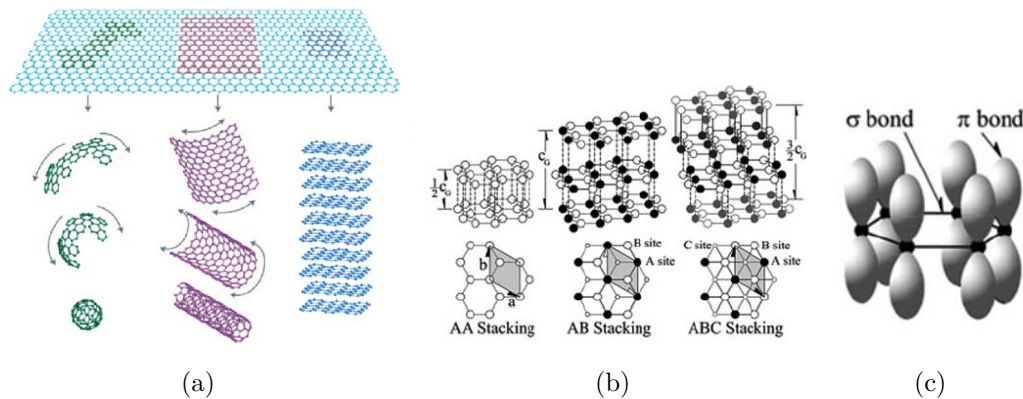 σ bond
π bond
½ c_G
c_G
3/2 c_G
B site
A site
C site
B site
A site
b
a
AA Stacking
AB Stacking
ABC Stacking
(a)
(b)
(c)